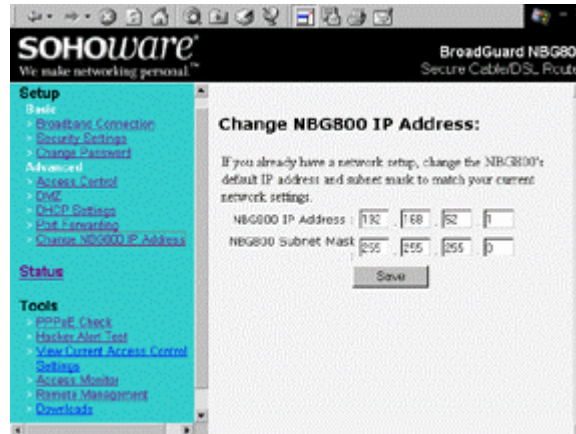 SOHOware
We make networking personal.™
BroadGuard NBG80
Secure Cable/DSL Route
Setup
Basic
> Broadband Connection
> Security Settings
> Change Password
Advanced
> Access Control
> DMZ
> DHCP Settings
> Port Forwarding
> Change NBG800 IP Address
Status
Tools
> PPPoE Check
> Hacker Alert Test
> View Current Access Control
Settings
> Access Monitor
> Remote Management
> Downloads
Change NBG800 IP Address:
If you already have a network setup, change the NBG800's
default IP address and subnet mask to match your current
network settings.
NBG800 IP Address : 192 . 168 . 62 . 1
NBG800 Subnet Mask : 255 . 255 . 255 . 0
Save